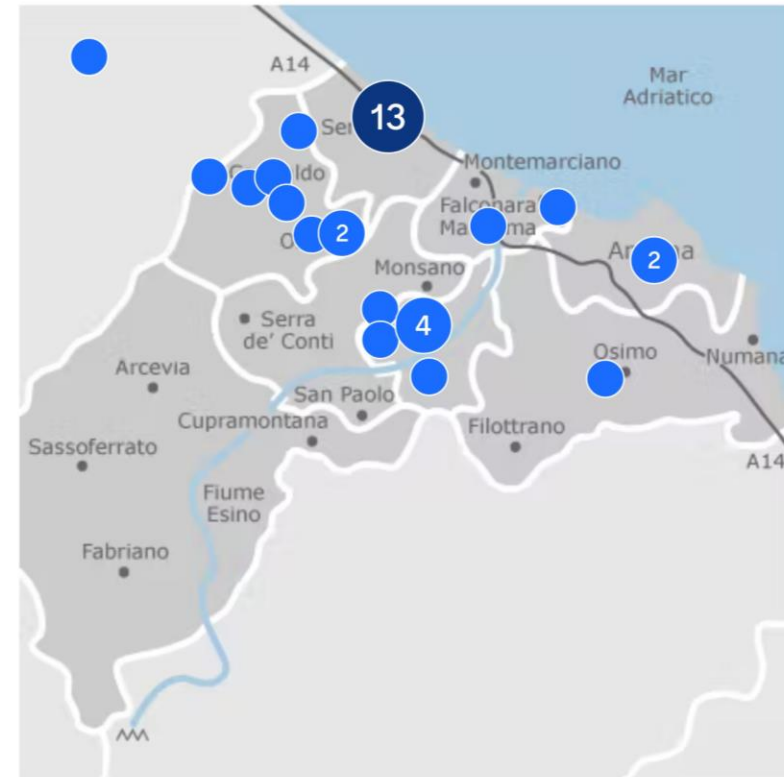 A14
Mar
Adriatico
13
Montemarciano
2
Monsano
2
4
Serra
de' Conti
Arcevia
Osimo
Numana
San Paolo
Cupramontana
Filottrano
Sassoferrato
A14
Fiume
Esino
Fabriano